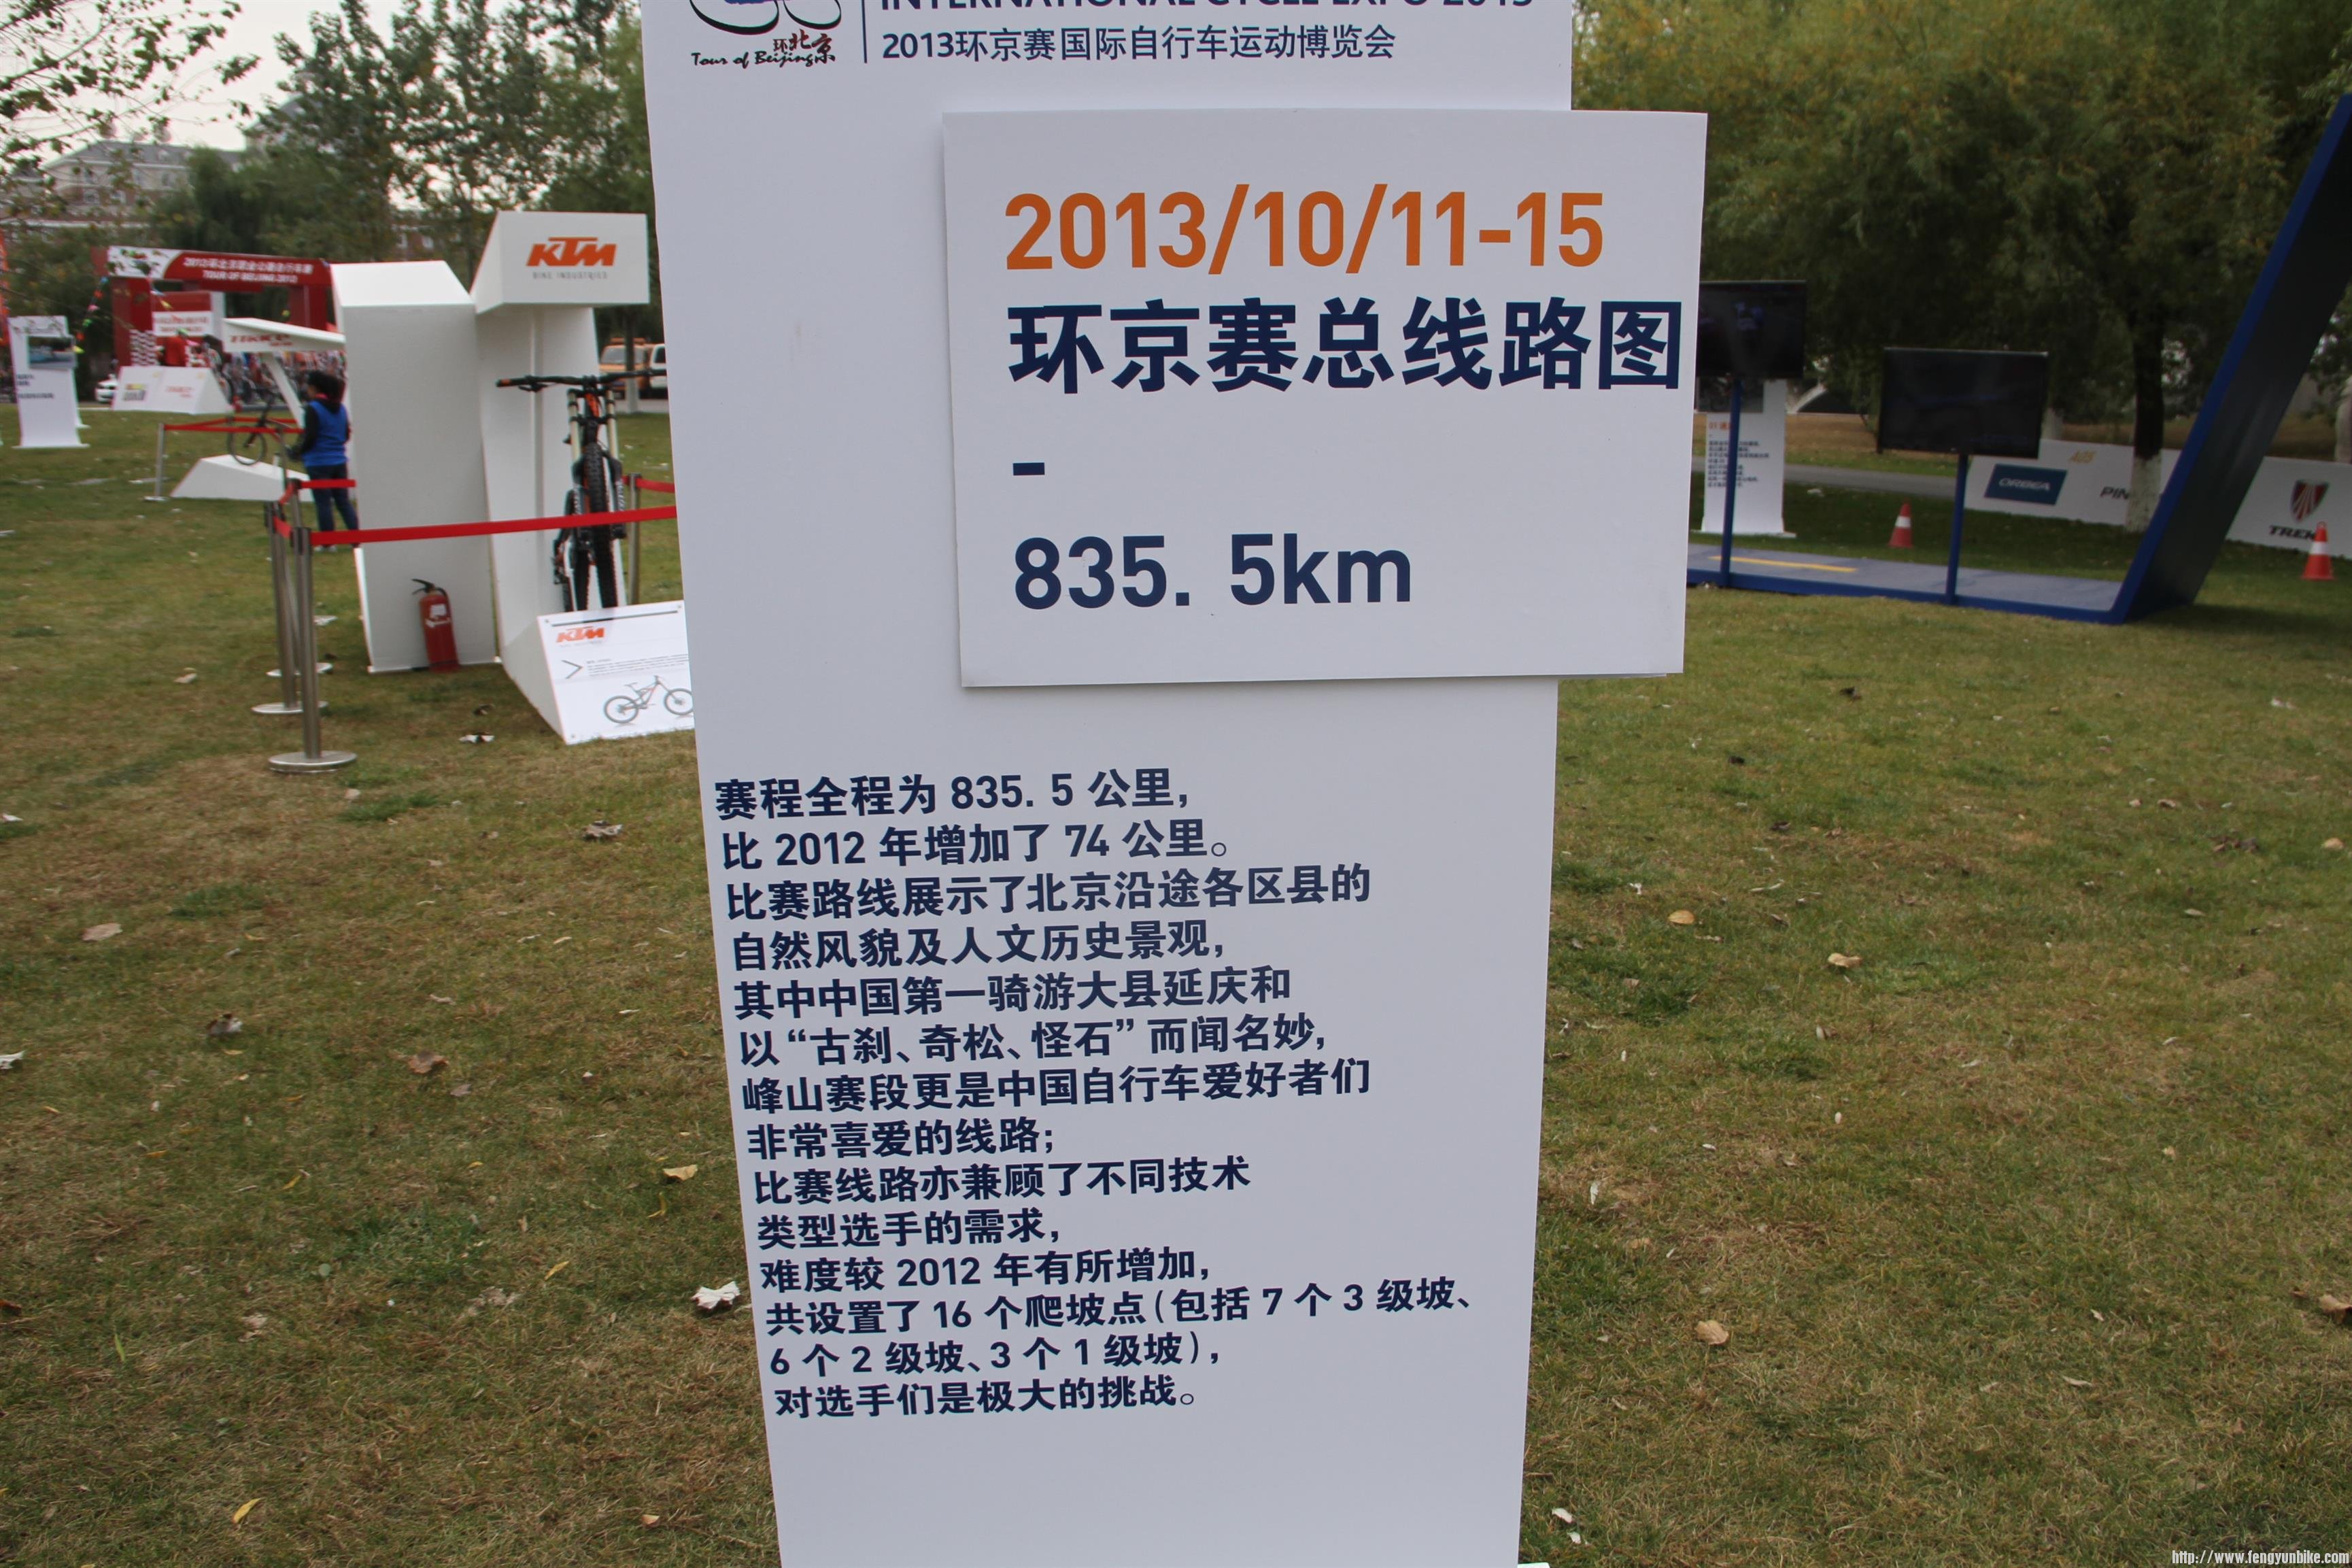 INTERNATIONAL CYCLE EXPO 2013
环北京
Tour of Beijing
2013环京赛国际自行车运动博览会
2013/10/11-15
环京赛总线路图
-
835. 5km
赛程全程为 835. 5 公里,
比 2012 年增加了 74 公里。
比赛路线展示了北京沿途各区县的
自然风貌及人文历史景观,
其中中国第一骑游大县延庆和
以“古刹、奇松、怪石”而闻名妙,
峰山赛段更是中国自行车爱好者们
非常喜爱的线路;
比赛线路亦兼顾了不同技术
类型选手的需求,
难度较 2012 年有所增加,
共设置了 16 个爬坡点(包括 7 个 3 级坡、
6 个 2 级坡、3 个 1 级坡),
对选手们是极大的挑战。
KTM
BIKE INDUSTRIES
KTM
TOUR OF BEIJING 2013
ORBEA
PIN
TREK
http://www.fengyunbike.com